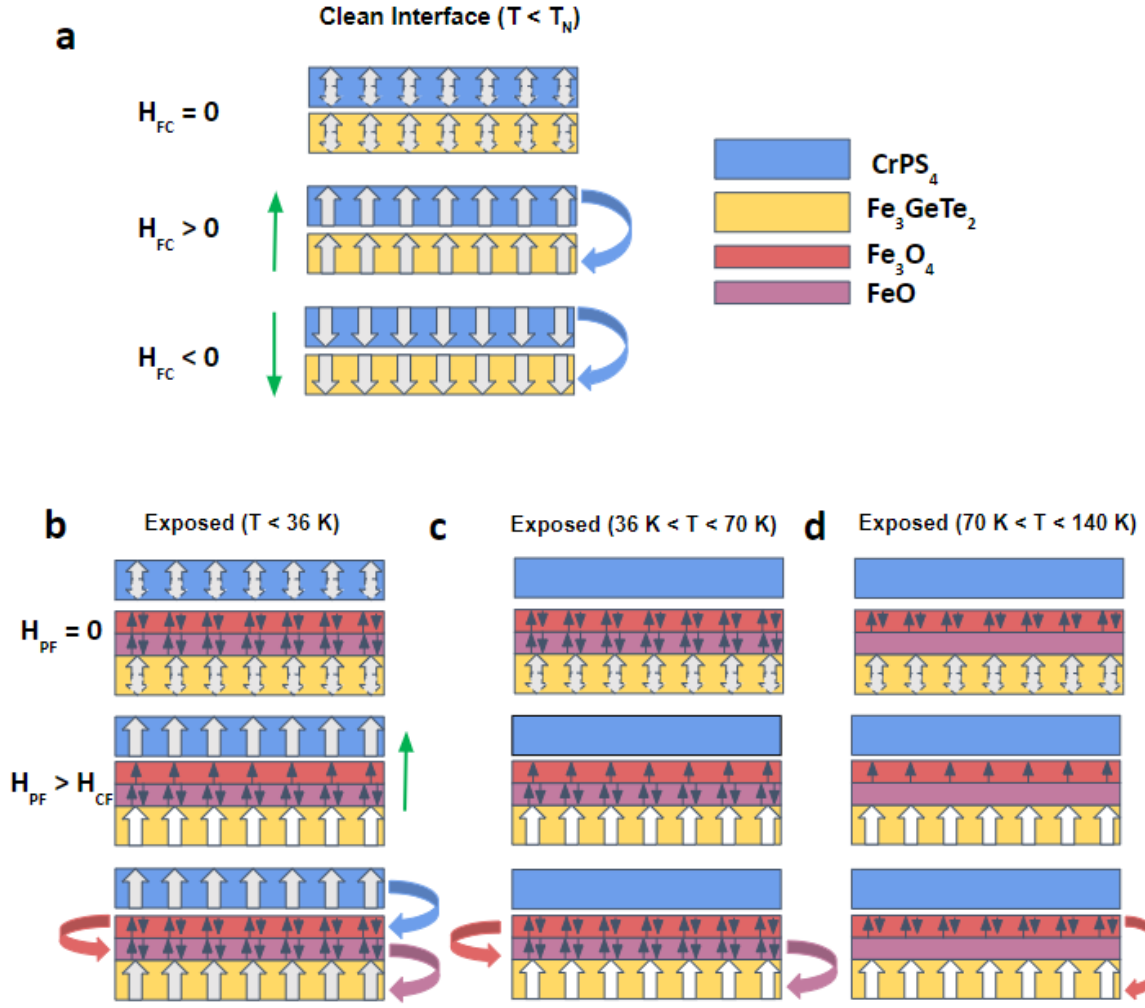 a
Clean Interface (T < T_N)
H_FC = 0
H_FC > 0
H_FC < 0
CrPS_4
Fe_3GeTe_2
Fe_3O_4
FeO
b
Exposed (T < 36 K)
c
Exposed (36 K < T < 70 K)
d
Exposed (70 K < T < 140 K)
H_PF = 0
H_PF > H_CF